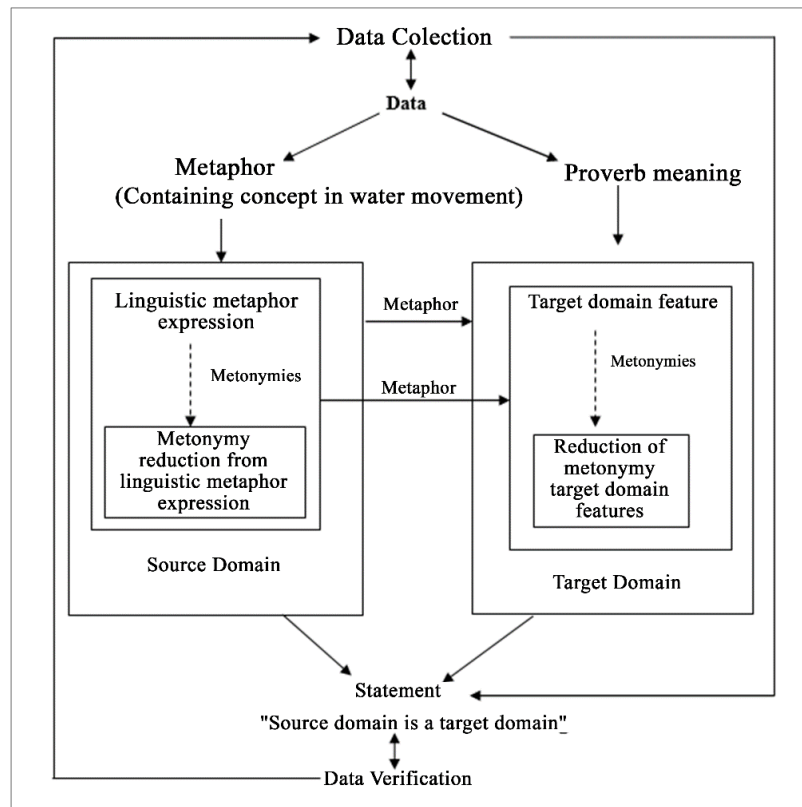 Data Colection
Data
Metaphor
(Containing concept in water movement)
Proverb meaning
Linguistic metaphor
expression
Metonymies
Metonymy
reduction from
linguistic metaphor
expression
Source Domain
Metaphor
Metaphor
Target domain feature
Metonymies
Reduction of
metonymy
target domain
features
Target Domain
Statement
"Source domain is a target domain"
Data Verification